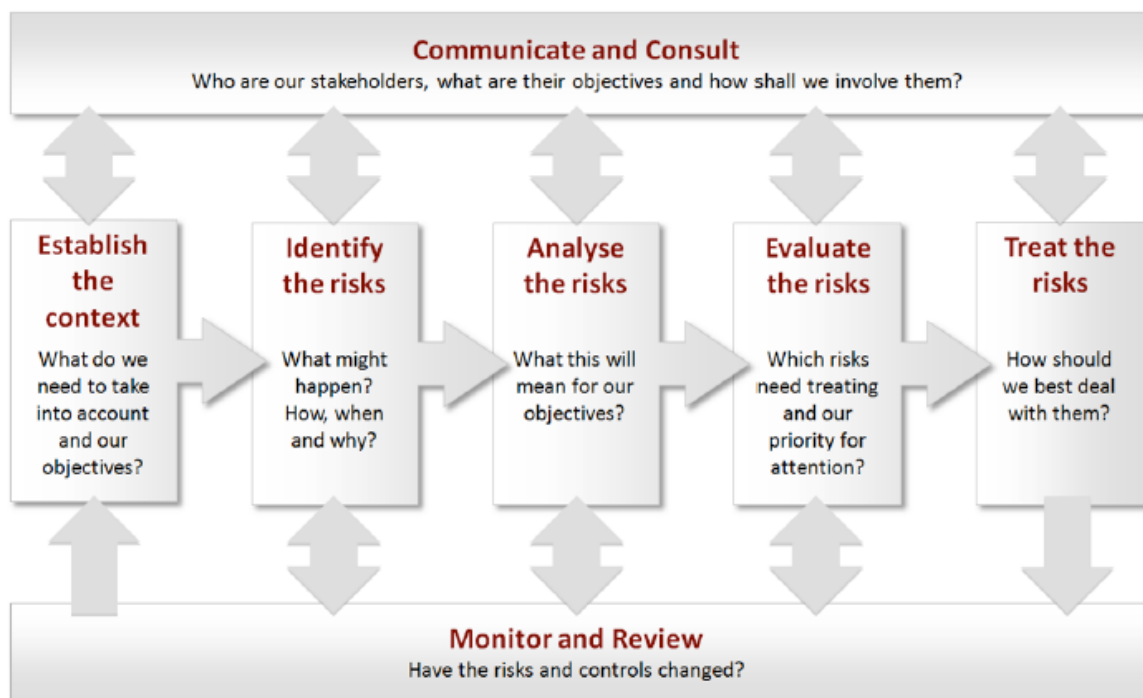 Communicate and Consult
Who are our stakeholders, what are their objectives and how shall we involve them?
Establish
the
context
What do we
need to take
into account
and our
objectives?
Identify
the risks
What might
happen?
How, when
and why?
Analyse
the risks
What this will
mean for our
objectives?
Evaluate
the risks
Which risks
need treating
and our
priority for
attention?
Treat the
risks
How should
we best deal
with them?
Monitor and Review
Have the risks and controls changed?